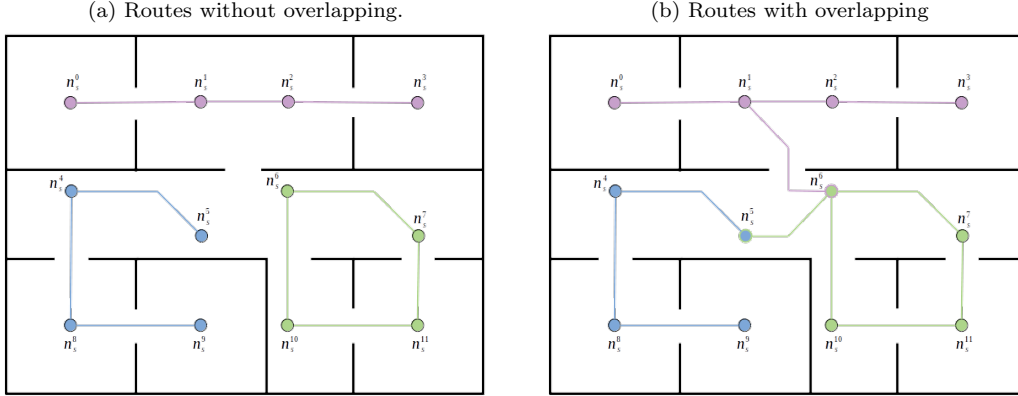 (a) Routes without overlapping.
(b) Routes with overlapping
n_s^0 n_s^1 n_s^2 n_s^3
n_s^4 n_s^5 n_s^6 n_s^7
n_s^8 n_s^9 n_s^10 n_s^11
n_s^0 n_s^1 n_s^2 n_s^3
n_s^4 n_s^5 n_s^6 n_s^7
n_s^8 n_s^9 n_s^10 n_s^11